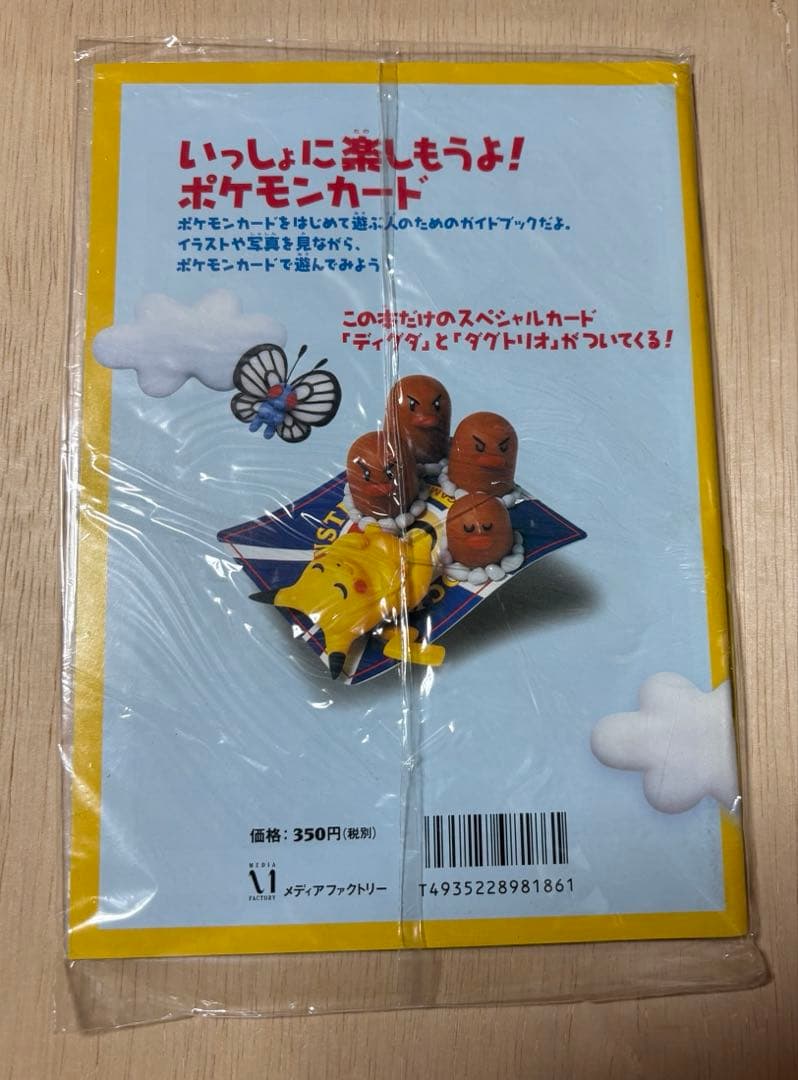 いっしょに楽しもうよ!
ポケモンカード
ポケモンカードをはじめて遊ぶ人のためのガイドブックだよ。
イラストや写真を見ながら、
ポケモンカードで遊んでみよう
この本だけのスペシャルカード
「ディグダ」と「ダグトリオ」がついてくる!
価格:350円(税別)
MEDIA
FACTORY
メディアファクトリー
T4935228981861